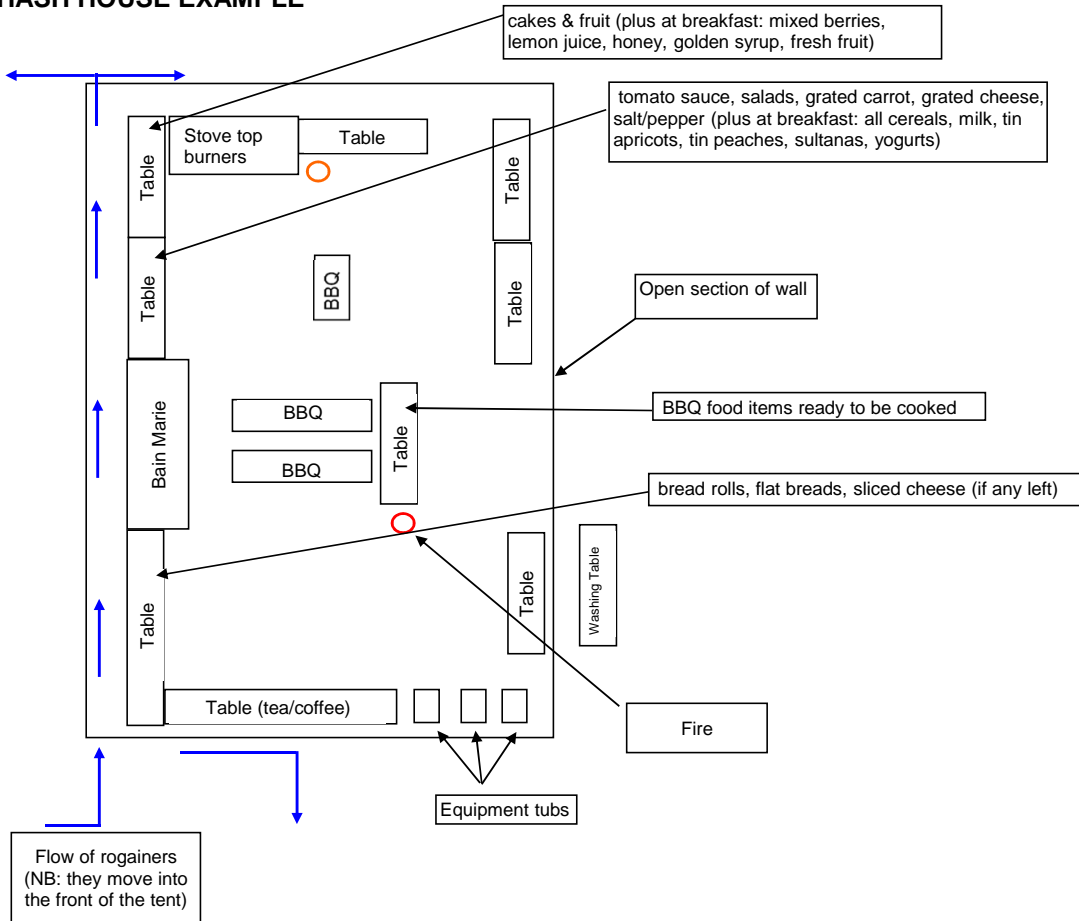 HASH HOUSE EXAMPLE
cakes & fruit (plus at breakfast: mixed berries,
lemon juice, honey, golden syrup, fresh fruit)
tomato sauce, salads, grated carrot, grated cheese,
salt/pepper (plus at breakfast: all cereals, milk, tin
apricots, tin peaches, sultanas, yogurts)
Stove top
burners
Table
Table
Table
Table
Table
BBQ
Open section of wall
Bain Marie
BBQ
BBQ
Table
BBQ food items ready to be cooked
bread rolls, flat breads, sliced cheese (if any left)
Table
Table
Washing Table
Table (tea/coffee)
Fire
Equipment tubs
Flow of rogainers
(NB: they move into
the front of the tent)